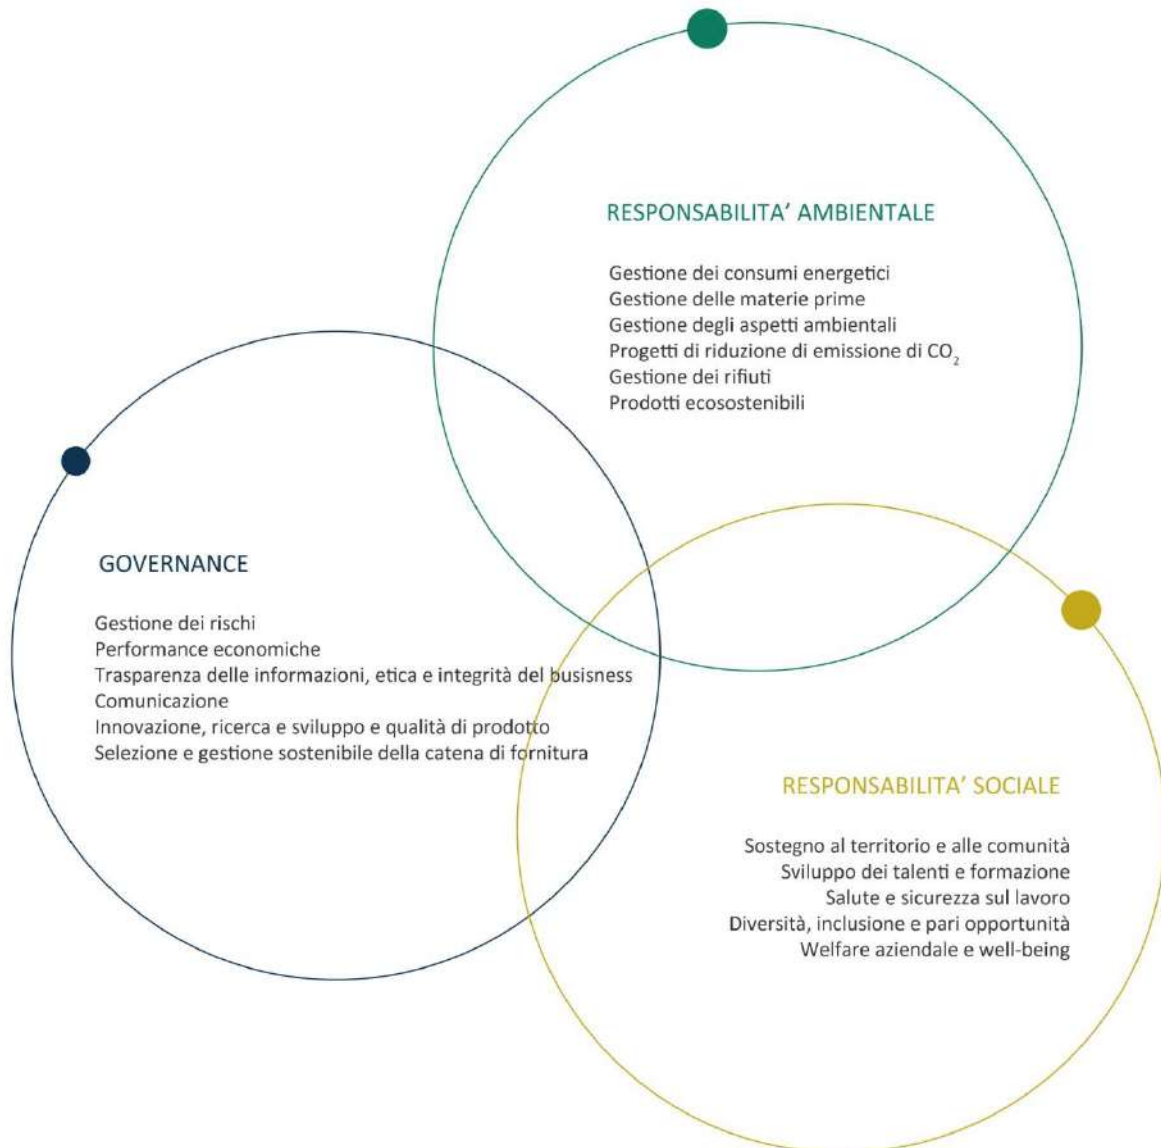 RESPONSABILITA’ AMBIENTALE
Gestione dei consumi energetici
Gestione delle materie prime
Gestione degli aspetti ambientali
Progetti di riduzione di emissione di CO₂
Gestione dei rifiuti
Prodotti ecosostenibili
GOVERNANCE
Gestione dei rischi
Performance economiche
Trasparenza delle informazioni, etica e integrità del busisness
Comunicazione
Innovazione, ricerca e sviluppo e qualità di prodotto
Selezione e gestione sostenibile della catena di fornitura
RESPONSABILITA’ SOCIALE
Sostegno al territorio e alle comunità
Sviluppo dei talenti e formazione
Salute e sicurezza sul lavoro
Diversità, inclusione e pari opportunità
Welfare aziendale e well-being